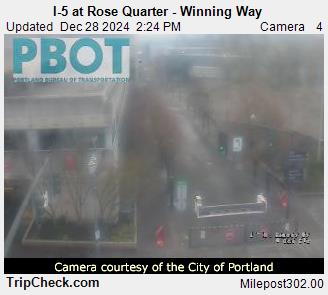 I-5 at Rose Quarter - Winning Way
Updated Dec 28 2024 2:24 PM Camera 4
PBOT
PORTLAND BUREAU OF TRANSPORTATION
Camera courtesy of the City of Portland
TripCheck.com Milepost302.00